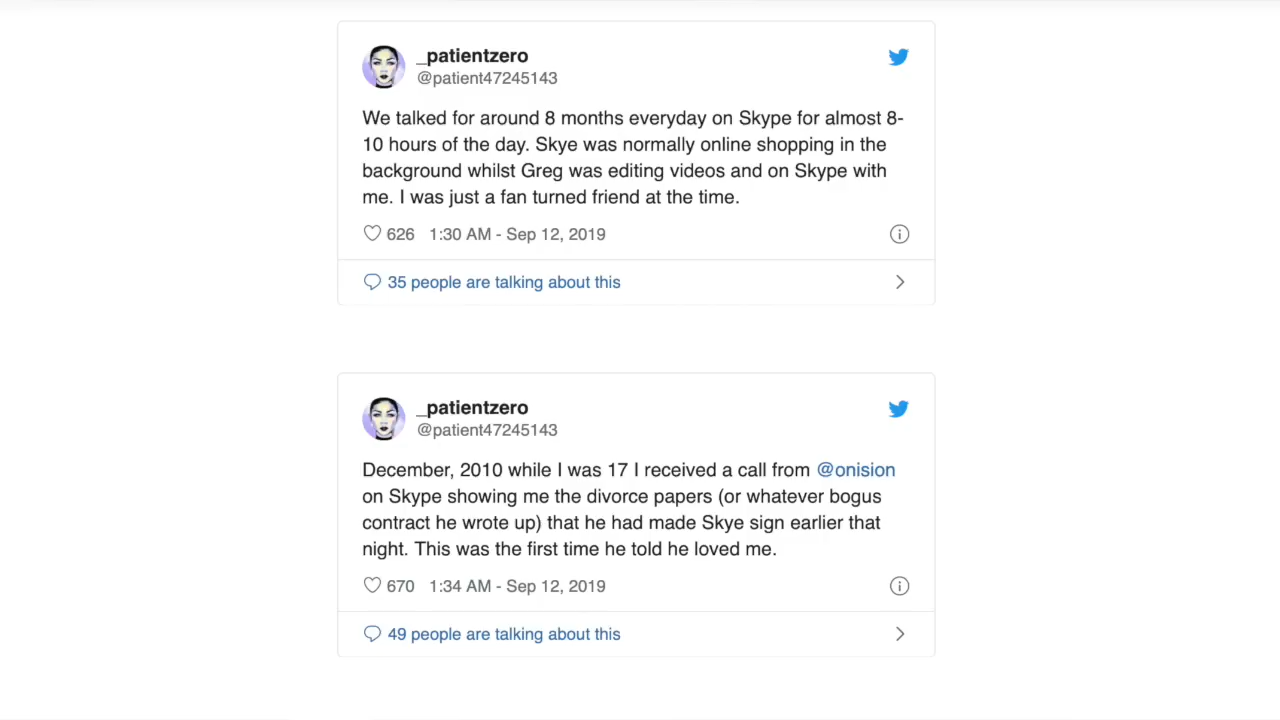 _patientzero
@patient47245143
We talked for around 8 months everyday on Skype for almost 8-
10 hours of the day. Skye was normally online shopping in the
background whilst Greg was editing videos and on Skype with
me. I was just a fan turned friend at the time.
626 1:30 AM - Sep 12, 2019
35 people are talking about this
_patientzero
@patient47245143
December, 2010 while I was 17 I received a call from @onision
on Skype showing me the divorce papers (or whatever bogus
contract he wrote up) that he had made Skye sign earlier that
night. This was the first time he told he loved me.
670 1:34 AM - Sep 12, 2019
49 people are talking about this